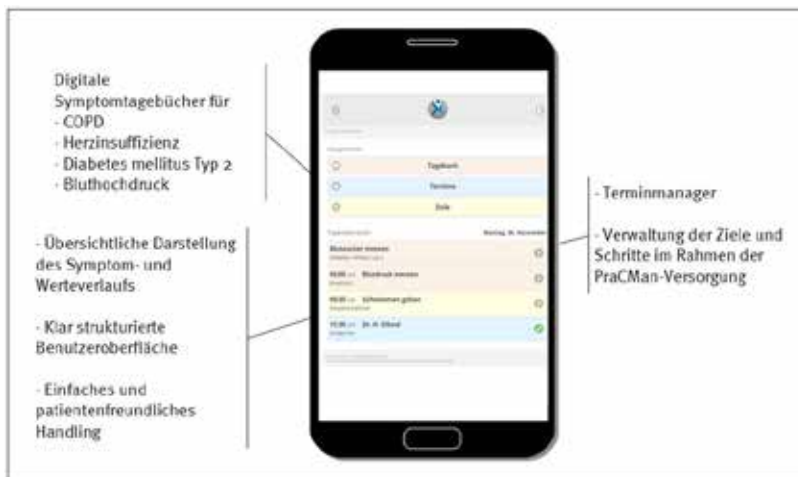 Digitale
Symptomtagebücher für
- COPD
- Herzinsuffizienz
- Diabetes mellitus Typ 2
- Bluthochdruck
- Übersichtliche Darstellung
des Symptom- und
Werteverlaufs
- Klar strukturierte
Benutzeroberfläche
- Einfaches und
patientenfreundliches
Handling
Tagebuch
Termine
Ziele
Blutzucker messen
Blutdruck messen
Schwimmen gehen
- Terminmanager
- Verwaltung der Ziele und
Schritte im Rahmen der
PraCMan-Versorgung